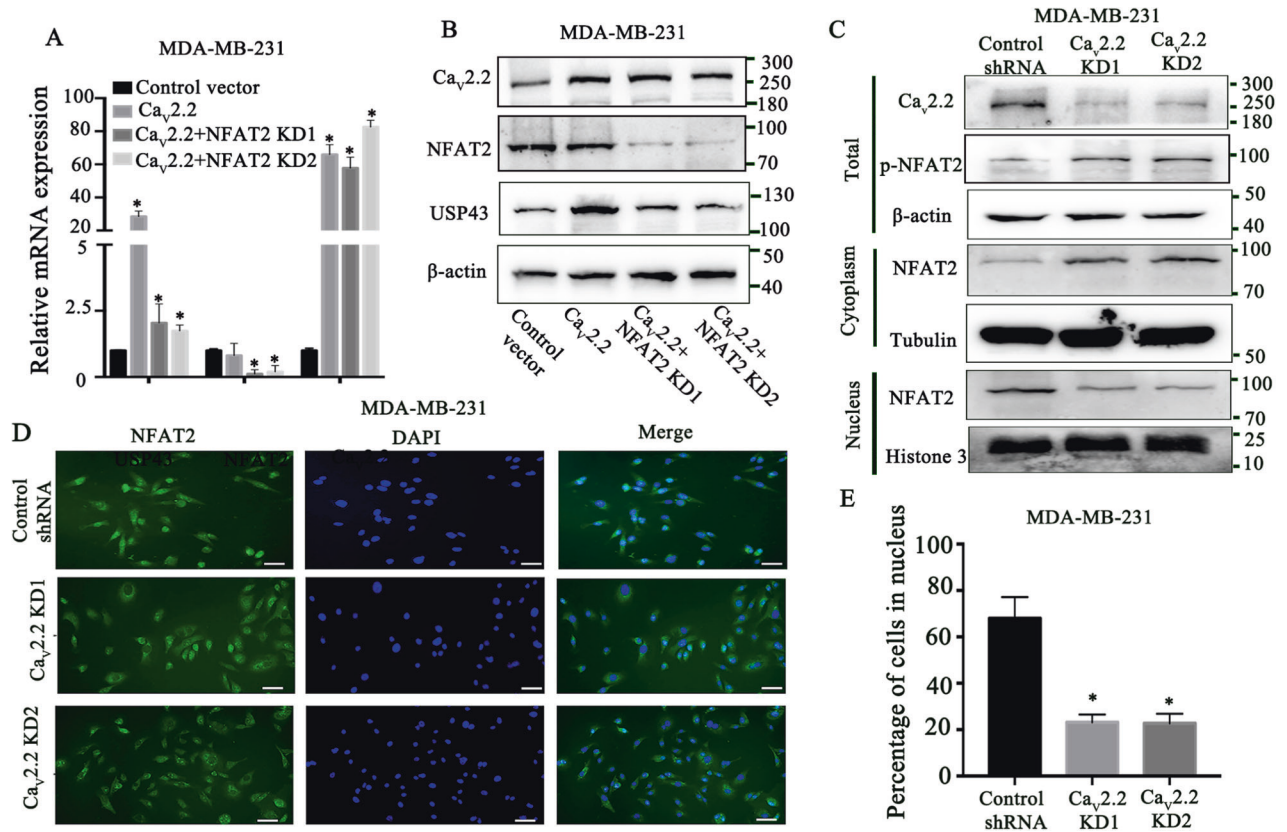 A
MDA-MB-231
Control vector
Cav2.2
Cav2.2+NFAT2 KD1
Cav2.2+NFAT2 KD2
Relative mRNA expression
100
80
60
40
20
5
2.5
0
* * * * * * * *
USP43 NFAT2 Cav2.2
B
MDA-MB-231
Cav2.2
300
250
180
NFAT2
100
70
USP43
130
100
β-actin
50
40
Control vector
Cav2.2
Cav2.2+ NFAT2 KD1
Cav2.2+ NFAT2 KD2
C
MDA-MB-231
Control shRNA
Cav2.2 KD1
Cav2.2 KD2
Total
Cav2.2
300
250
180
p-NFAT2
100
β-actin
50
40
Cytoplasm
NFAT2
100
70
Tubulin
50
Nucleus
NFAT2
100
70
Histone 3
25
10
D
MDA-MB-231
NFAT2 DAPI Merge
Control shRNA
Cav2.2 KD1
Cav2.2 KD2
E
MDA-MB-231
Percentage of cells in nucleus
100
80
60
40
20
0
* *
Control shRNA
Cav2.2 KD1
Cav2.2 KD2